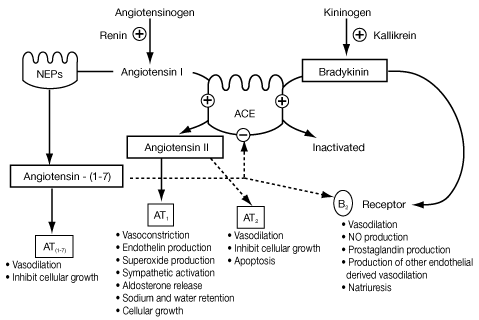 Angiotensinogen
Kininogen
Renin
+
+
Kallikrein
NEPs
Angiotensin I
Bradykinin
+
+
ACE
Angiotensin II
−
Inactivated
Angiotensin - (1-7)
AT1
AT2
B2
Receptor
AT(1-7)
• Vasodilation
• Inhibit cellular growth
• Vasoconstriction
• Endothelin production
• Superoxide production
• Sympathetic activation
• Aldosterone release
• Sodium and water retention
• Cellular growth
• Vasodilation
• Inhibit cellular growth
• Apoptosis
• Vasodilation
• NO production
• Prostaglandin production
• Production of other endothelial
derived vasodilation
• Natriuresis